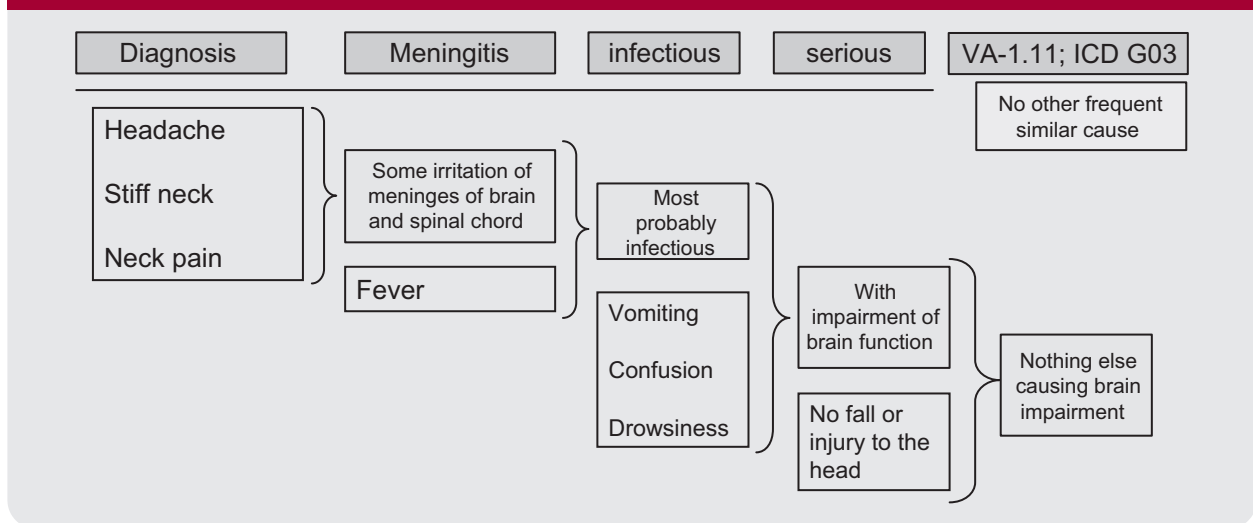 Diagnosis
Meningitis
infectious
serious
VA-1.11; ICD G03
No other frequent
similar cause
Headache
Stiff neck
Neck pain
Some irritation of
meninges of brain
and spinal chord
Fever
Most
probably
infectious
Vomiting
Confusion
Drowsiness
With
impairment of
brain function
No fall or
injury to the
head
Nothing else
causing brain
impairment